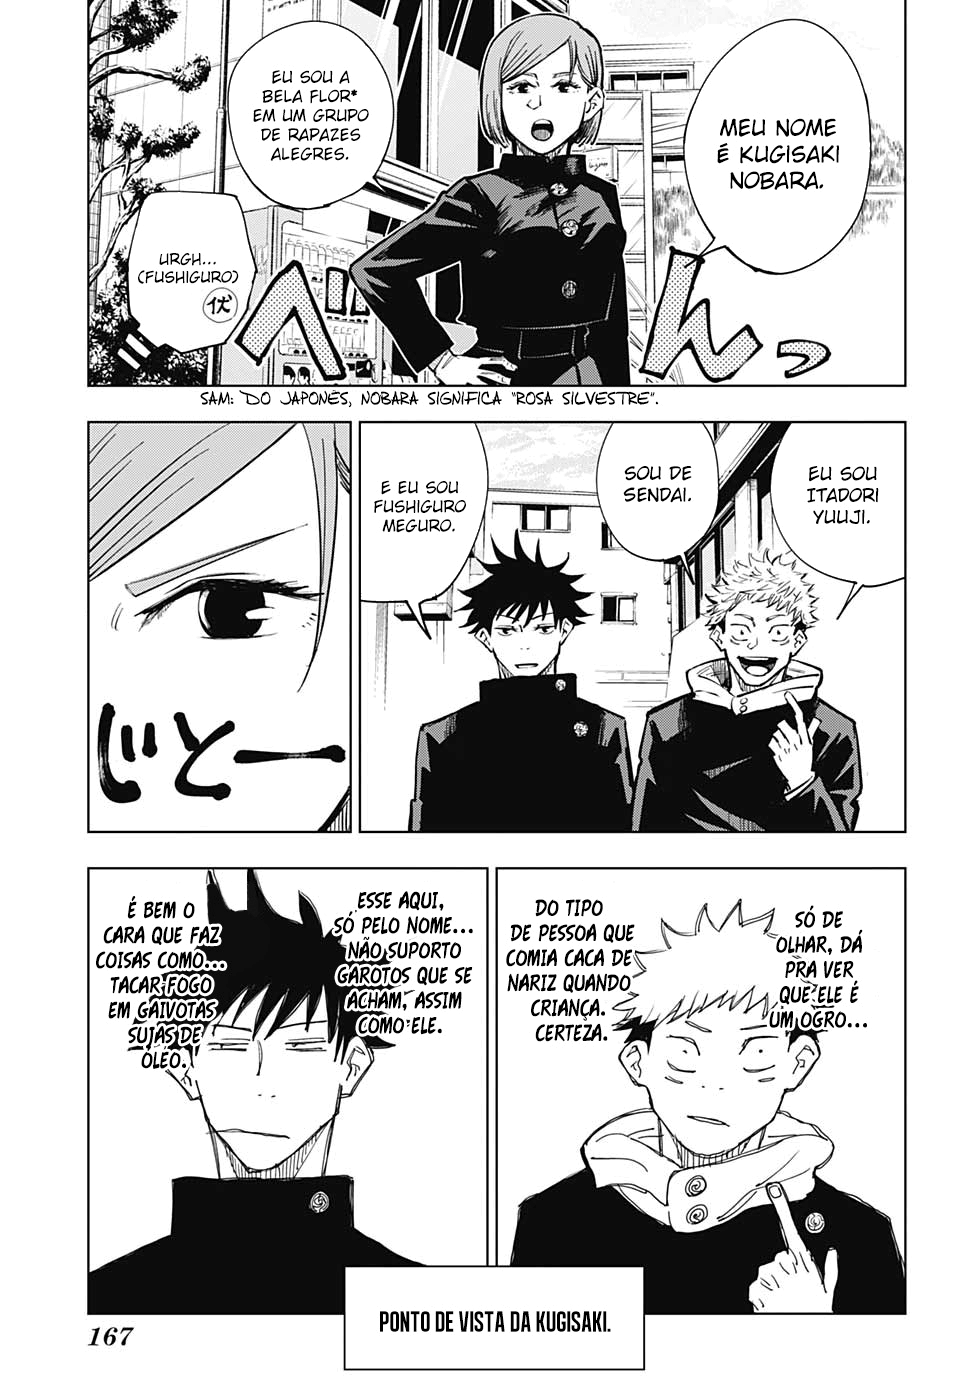 MEU NOME
É KUGISAKI
NOBARA.
EU SOU A
BELA FLOR*
EM UM GRUPO
DE RAPAZES
ALEGRES.
URGH...
(FUSHIGURO)
伏
べーんっ
SAM: DO JAPONÊS, NOBARA SIGNIFICA "ROSA SILVESTRE".
EU SOU
ITADORI
YUUJI.
SOU DE
SENDAI.
E EU SOU
FUSHIGURO
MEGURO.
じとー
SÓ DE
OLHAR, DÁ
PRA VER
QUE ELE É
UM OGRO...
DO TIPO
DE PESSOA QUE
COMIA CACA DE
NARIZ QUANDO
CRIANÇA.
CERTEZA.
ESSE AQUI,
SÓ PELO NOME...
NÃO SUPORTO
GAROTOS QUE SE
ACHAM, ASSIM
COMO ELE.
É BEM O
CARA QUE FAZ
COISAS COMO...
TACAR FOGO
EM GAIVOTAS
SUJAS DE
ÓLEO.
PONTO DE VISTA DA KUGISAKI.
167